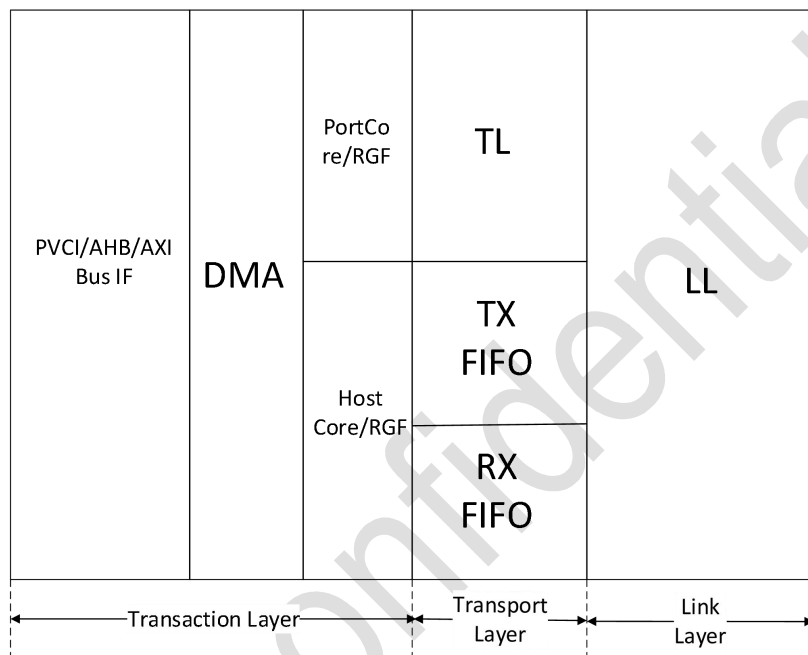 PortCo
re/RGF
TL
PVCI/AHB/AXI
Bus IF
DMA
LL
TX
FIFO
Host
Core/RGF
RX
FIFO
Transaction Layer
Transport
Layer
Link
Layer
onfidential